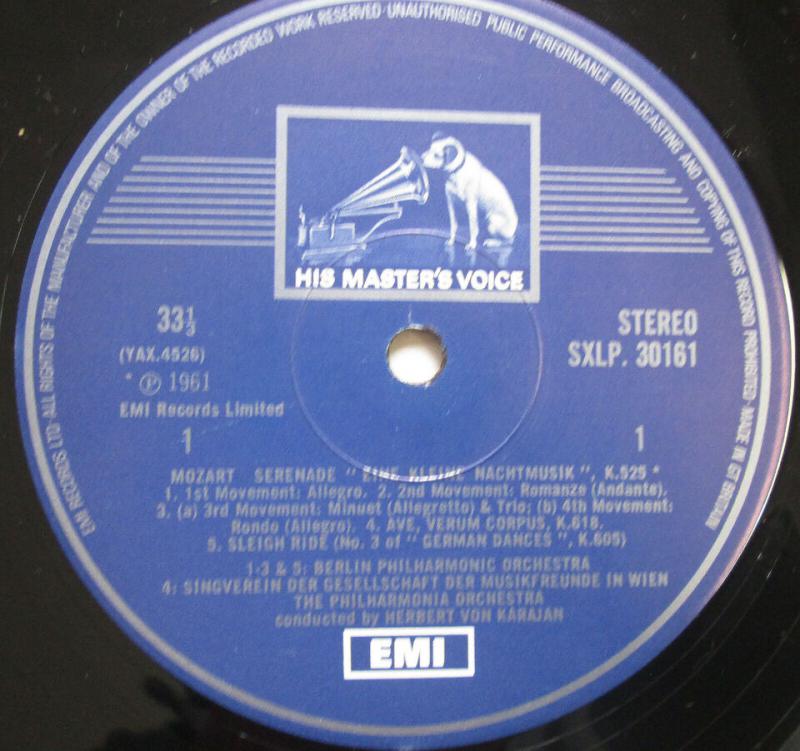 EMI RECORDS LTD · ALL RIGHTS OF THE MANUFACTURER AND OF THE OWNER OF THE RECORDED WORK RESERVED · UNAUTHORISED PUBLIC PERFORMANCE BROADCASTING AND COPYING OF THIS RECORD PROHIBITED · MADE IN GT BRITAIN
HIS MASTER'S VOICE
33⅓
(YAX.4526)
* ℗ 1961
EMI Records Limited
1
STEREO
SXLP. 30161
1
MOZART SERENADE "EINE KLEINE NACHTMUSIK", K.525 *
1. 1st Movement: Allegro. 2. 2nd Movement: Romanze (Andante).
3. (a) 3rd Movement: Minuet (Allegretto) & Trio; (b) 4th Movement:
Rondo (Allegro). 4. AVE, VERUM CORPUS, K.618.
5. SLEIGH RIDE (No. 3 of "GERMAN DANCES", K.605)
1-3 & 5: BERLIN PHILHARMONIC ORCHESTRA
4: SINGVEREIN DER GESELLSCHAFT DER MUSIKFREUNDE IN WIEN
THE PHILHARMONIA ORCHESTRA
conducted by HERBERT VON KARAJAN
EMI